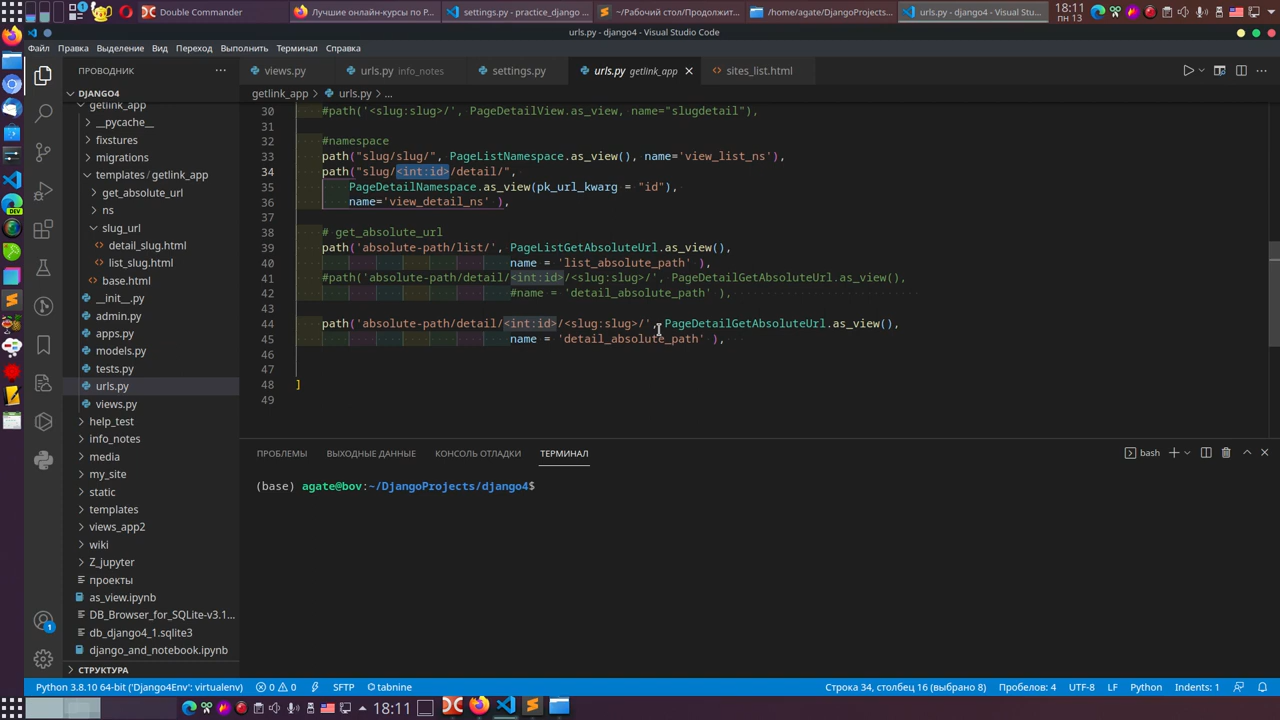 Double Commander
Лучшие онлайн-курсы по P...
settings.py - practice_django ...
~/Рабочий стол/Продолжит...
/home/agate/DjangoProjects...
urls.py - django4 - Visual Stu...
18:11
пн 13
urls.py - django4 - Visual Studio Code
Файл Правка Выделение Вид Переход Выполнить Терминал Справка
ПРОВОДНИК
views.py
urls.py info_notes
settings.py
urls.py getlink_app
sites_list.html
DJANGO4
getlink_app > urls.py > ...
getlink_app
__pycache__
fixstures
migrations
templates/getlink_app
get_absolute_url
ns
slug_url
detail_slug.html
list_slug.html
base.html
__init__.py
admin.py
apps.py
models.py
tests.py
urls.py
views.py
help_test
info_notes
media
my_site
static
templates
views_app2
wiki
Z_jupyter
проекты
as_view.ipynb
DB_Browser_for_SQLite-v3.1...
db_django4_1.sqlite3
django_and_notebook.ipynb
СТРУКТУРА
30 #path('<slug:slug>/', PageDetailView.as_view, name="slugdetail"),
31
32 #namespace
33 path("slug/slug/", PageListNamespace.as_view(), name='view_list_ns'),
34 path("slug/<int:id>/detail/",
35 PageDetailNamespace.as_view(pk_url_kwarg = "id"),
36 name='view_detail_ns' ),
37
38 # get_absolute_url
39 path('absolute-path/list/', PageListGetAbsoluteUrl.as_view(),
40 name = 'list_absolute_path' ),
41 #path('absolute-path/detail/<int:id>/<slug:slug>/', PageDetailGetAbsoluteUrl.as_view(),
42 #name = 'detail_absolute_path' ),
43
44 path('absolute-path/detail/<int:id>/<slug:slug>/', PageDetailGetAbsoluteUrl.as_view(),
45 name = 'detail_absolute_path' ),
46
47
48 ]
49
ПРОБЛЕМЫ ВЫХОДНЫЕ ДАННЫЕ КОНСОЛЬ ОТЛАДКИ ТЕРМИНАЛ
bash
(base) agate@bov:~/DjangoProjects/django4$
1
Python 3.8.10 64-bit ('Django4Env': virtualenv) 0 0 SFTP tabnine
Строка 34, столбец 16 (выбрано 8) Пробелов: 4 UTF-8 LF Python Indents: 1
18:11